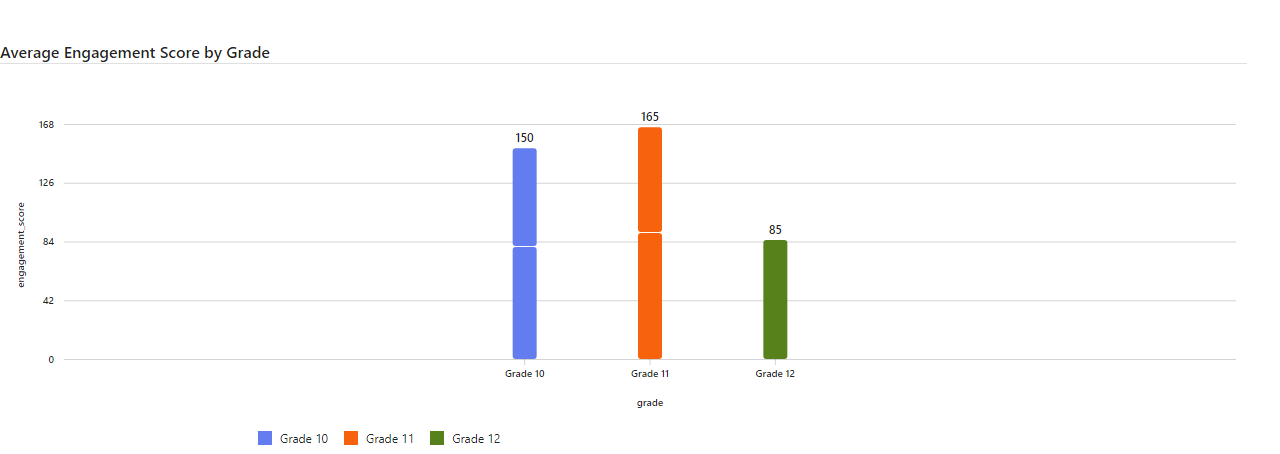 Average Engagement Score by Grade
168
126
84
42
0
engagement_score
150
165
85
Grade 10
Grade 11
Grade 12
grade
Grade 10 Grade 11 Grade 12